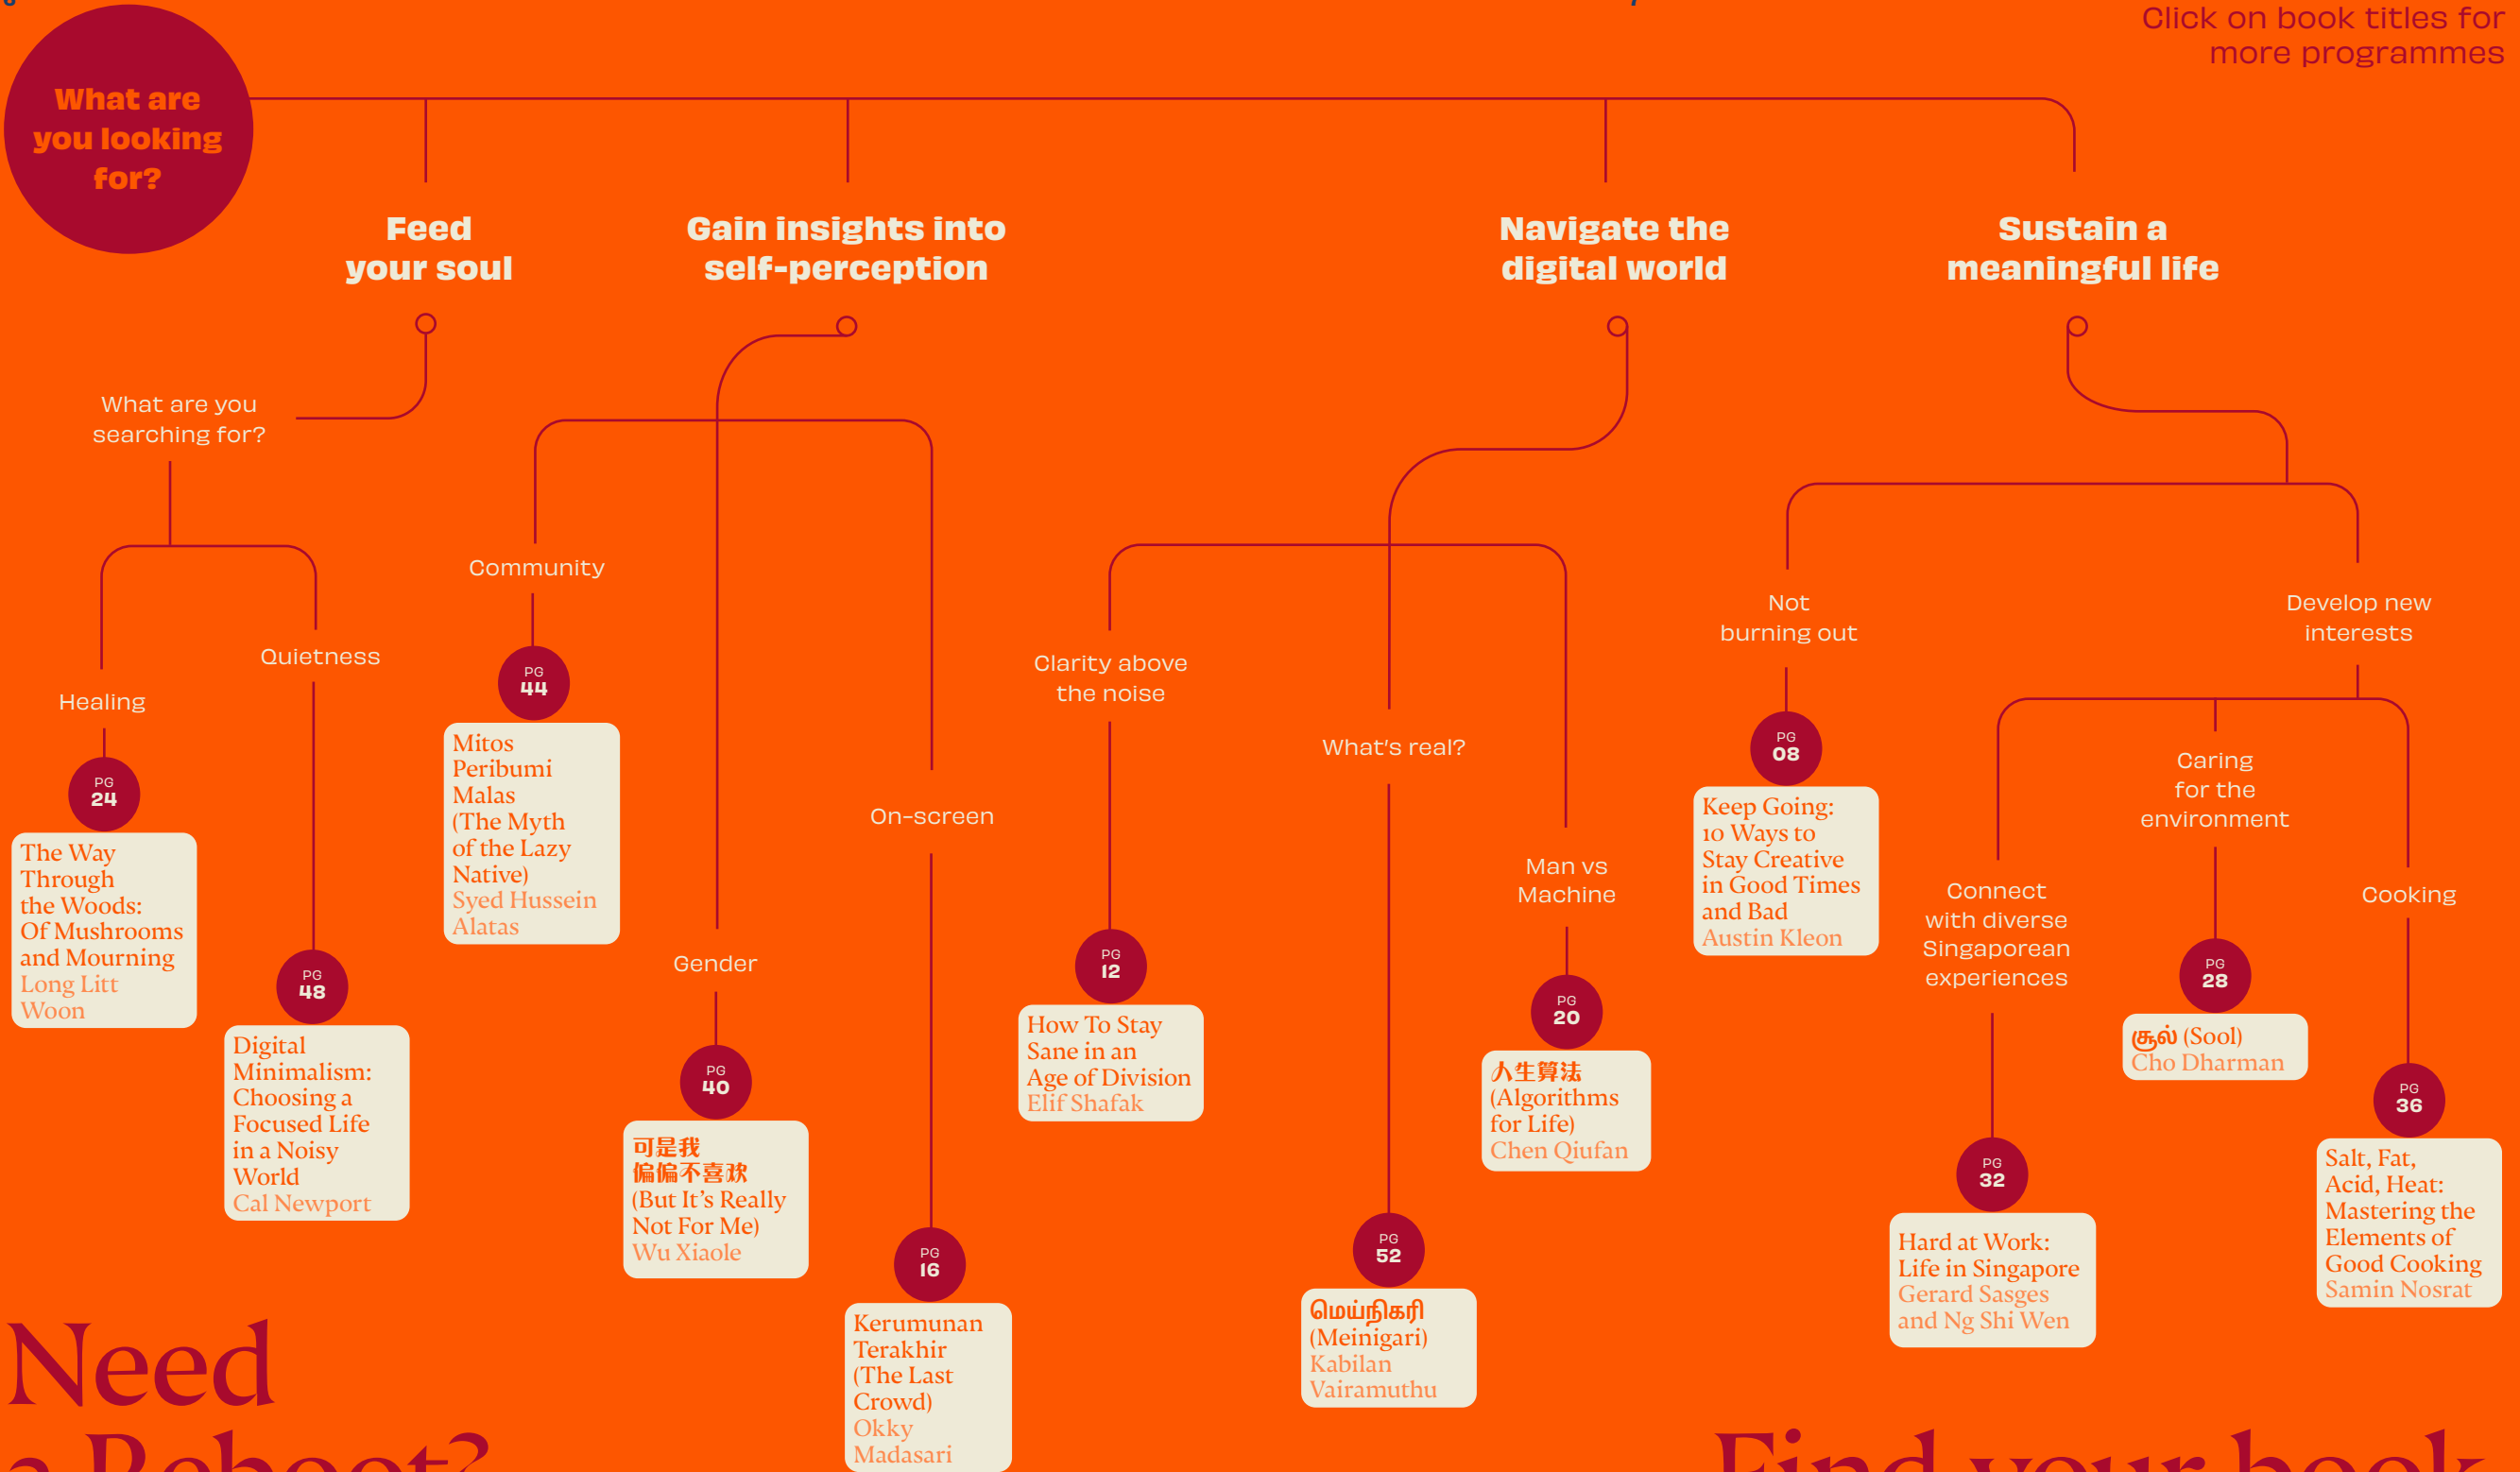 Click on book titles for
more programmes
What are
you looking
for?
Feed
your soul
Gain insights into
self-perception
Navigate the
digital world
Sustain a
meaningful life
What are you
searching for?
Healing
PG
24
The Way
Through
the Woods:
Of Mushrooms
and Mourning
Long Litt
Woon
Quietness
PG
48
Digital
Minimalism:
Choosing a
Focused Life
in a Noisy
World
Cal Newport
Community
PG
44
Mitos
Peribumi
Malas
(The Myth
of the Lazy
Native)
Syed Hussein
Alatas
Gender
PG
40
可是我
偏偏不喜欢
(But It's Really
Not For Me)
Wu Xiaole
On-screen
PG
16
Kerumunan
Terakhir
(The Last
Crowd)
Okky
Madasari
Clarity above
the noise
PG
12
How To Stay
Sane in an
Age of Division
Elif Shafak
What's real?
PG
52
மெய்நிகரி
(Meinigari)
Kabilan
Vairamuthu
Man vs
Machine
PG
20
人生算法
(Algorithms
for Life)
Chen Qiufan
Not
burning out
PG
08
Keep Going:
10 Ways to
Stay Creative
in Good Times
and Bad
Austin Kleon
Develop new
interests
Connect
with diverse
Singaporean
experiences
PG
32
Hard at Work:
Life in Singapore
Gerard Sasges
and Ng Shi Wen
Caring
for the
environment
PG
28
சூல் (Sool)
Cho Dharman
Cooking
PG
36
Salt, Fat,
Acid, Heat:
Mastering the
Elements of
Good Cooking
Samin Nosrat
Need
a Reboot?
Find your book